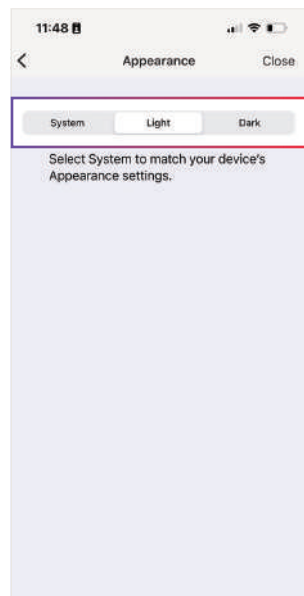 11:48
Appearance Close
System Light Dark
Select System to match your device's
Appearance settings.